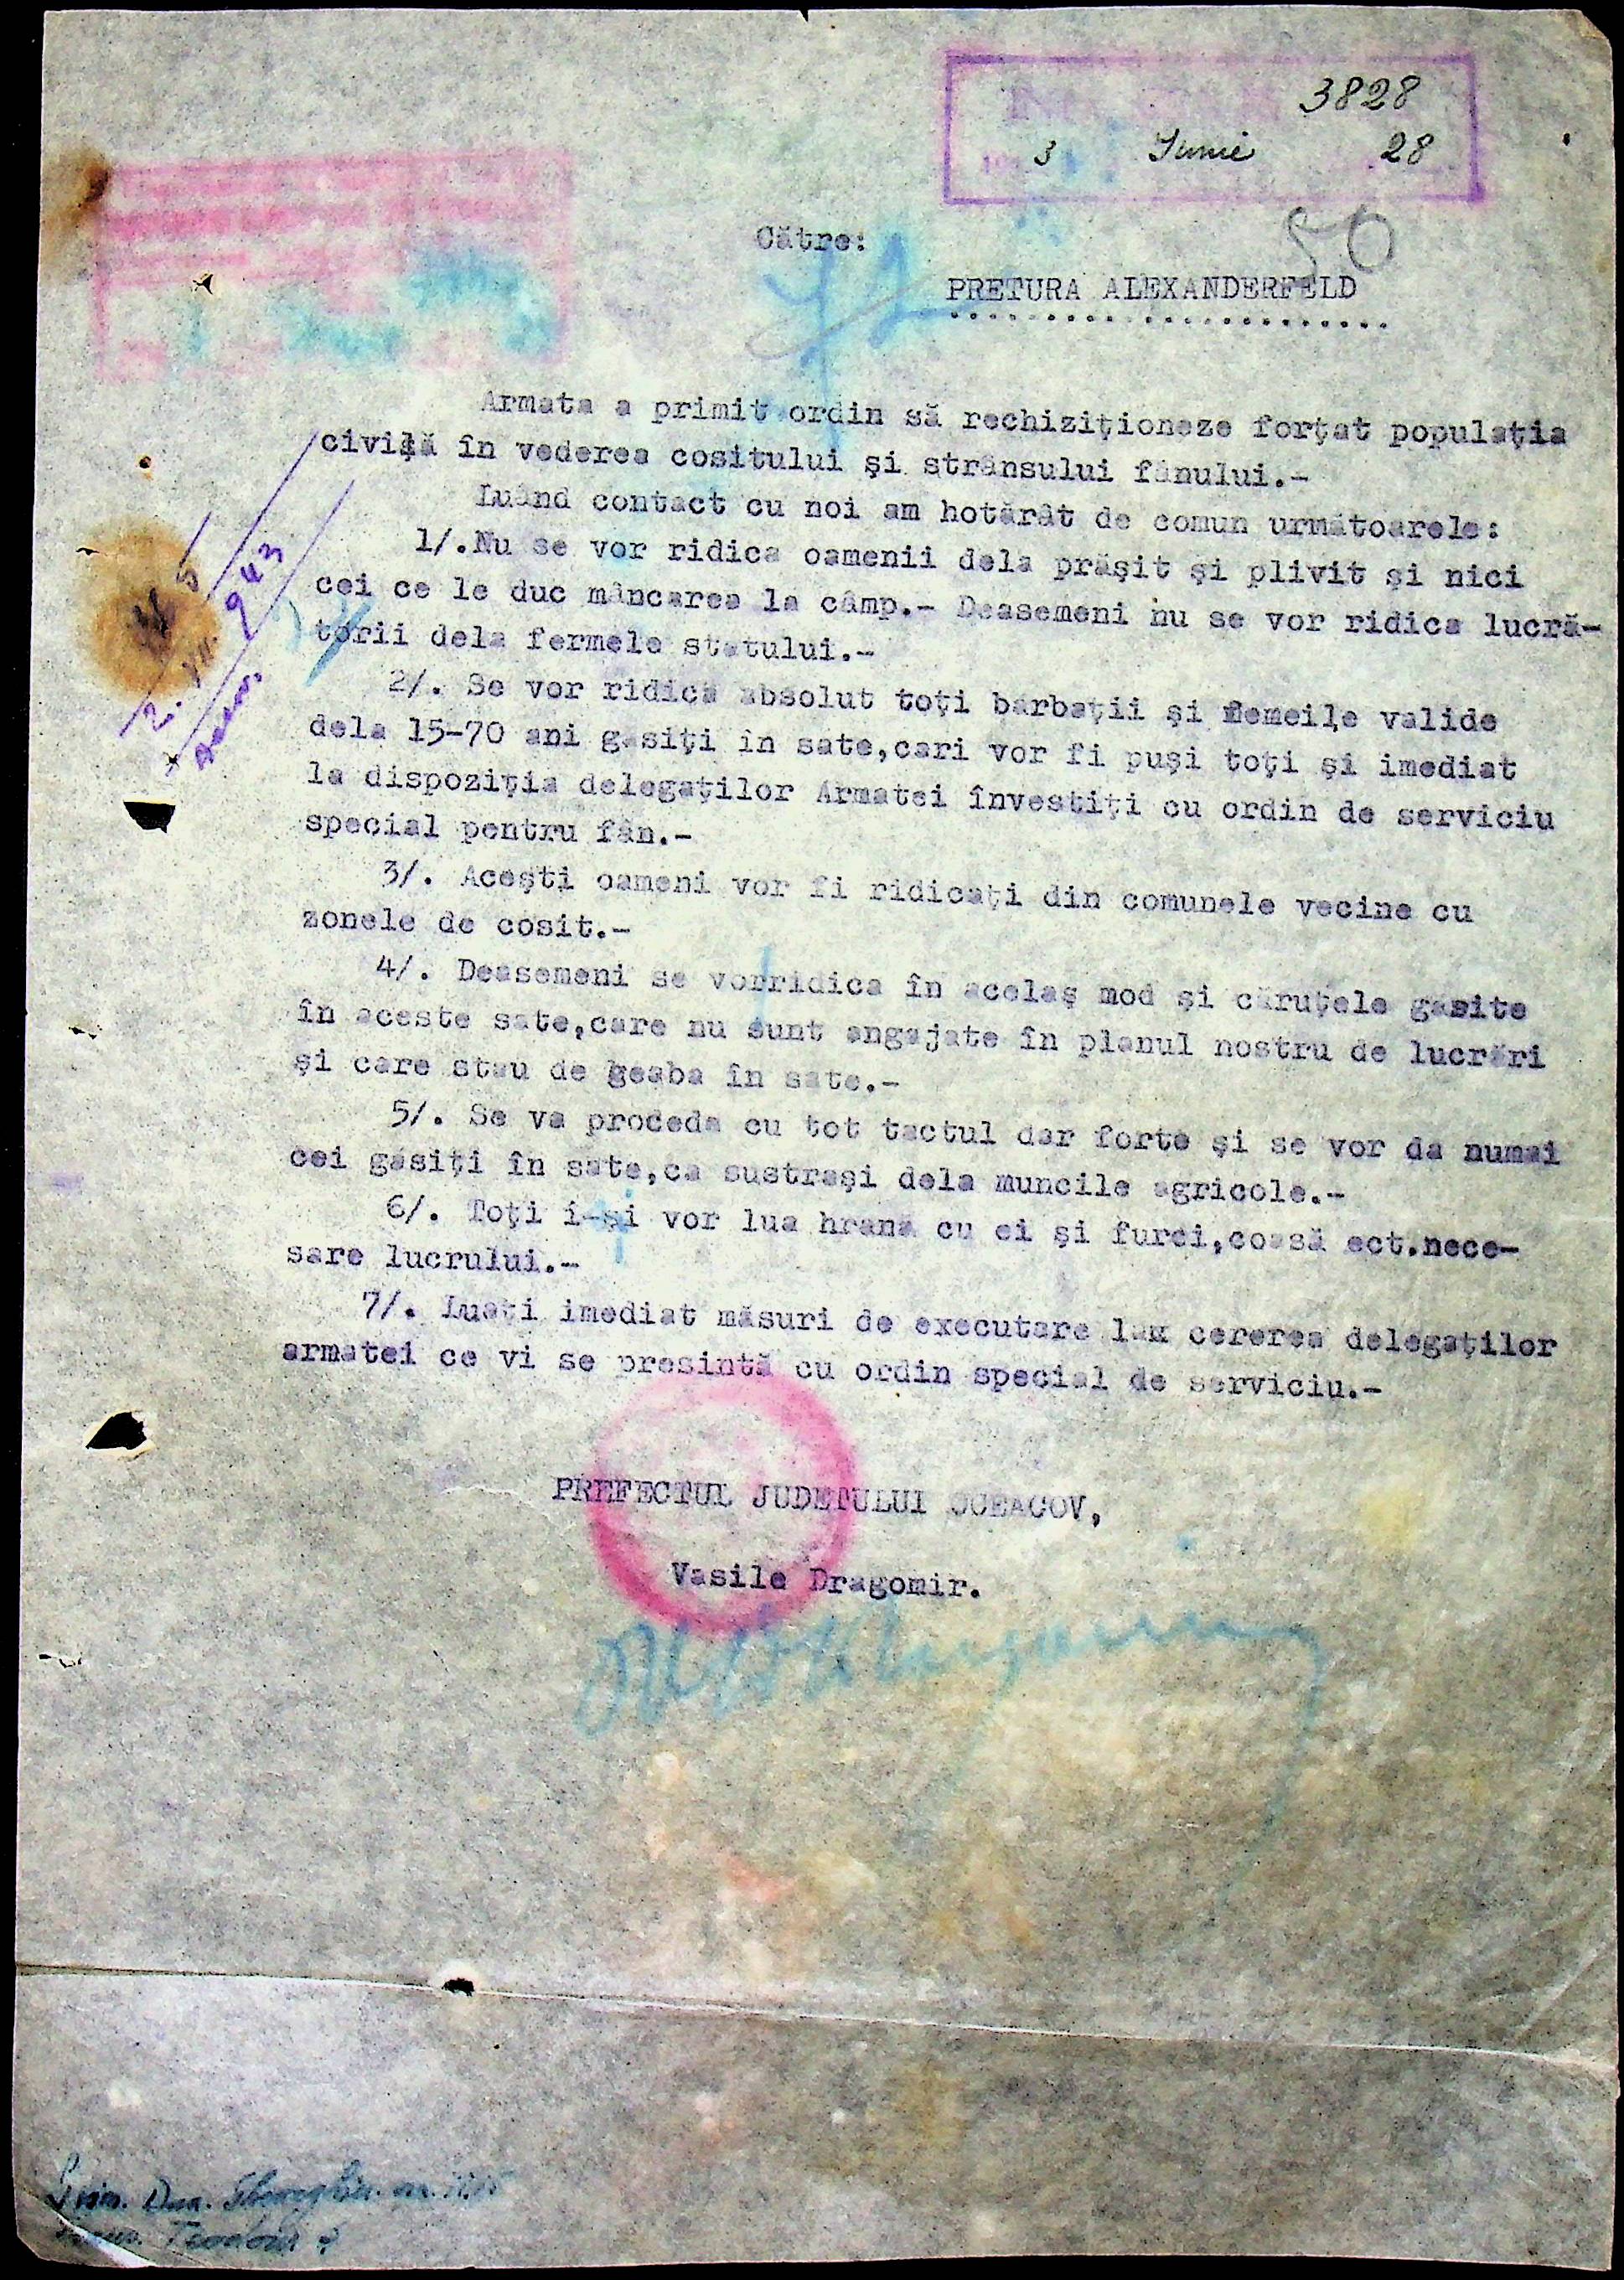 3828
3 Iunie 28
50
Către:
PRETURA ALEXANDERFELD
Armata a primit ordin să rechiziționeze forțat populația
civilă în vederea cositului și strânsului fânului.-
Luând contact cu noi am hotărât de comun următoarele:
1/.Nu se vor ridica oamenii dela prășit și plivit și nici
cei ce le duc mâncarea la câmp.- Deasemeni nu se vor ridica lucră-
torii dela fermele statului.-
2/. Se vor ridica absolut toți bărbații și femeile valide
dela 15-70 ani gasiți în sate,cari vor fi puși toți și imediat
la dispoziția delegaților Armatei învestiți cu ordin de serviciu
special pentru fân.-
3/. Acești oameni vor fi ridicați din comunele vecine cu
zonele de cosit.-
4/. Deasemeni se vorridica în acelaș mod și căruțele gasite
în aceste sate,care nu sunt angajate în planul nostru de lucrări
și care stau de geaba în sate.-
5/. Se va proceda cu tot tactul dar forte și se vor da numai
cei găsiți în sate,ca sustrași dela muncile agricole.-
6/. Toți î-și vor lua hrană cu ei și furci,coasă ect.nece-
sare lucrului.-
7/. Luați imediat măsuri de executare la cererea delegaților
armatei ce vi se presintă cu ordin special de serviciu.-
PREFECTUL JUDETULUI OCEACOV,
Vasile Dragomir.
943